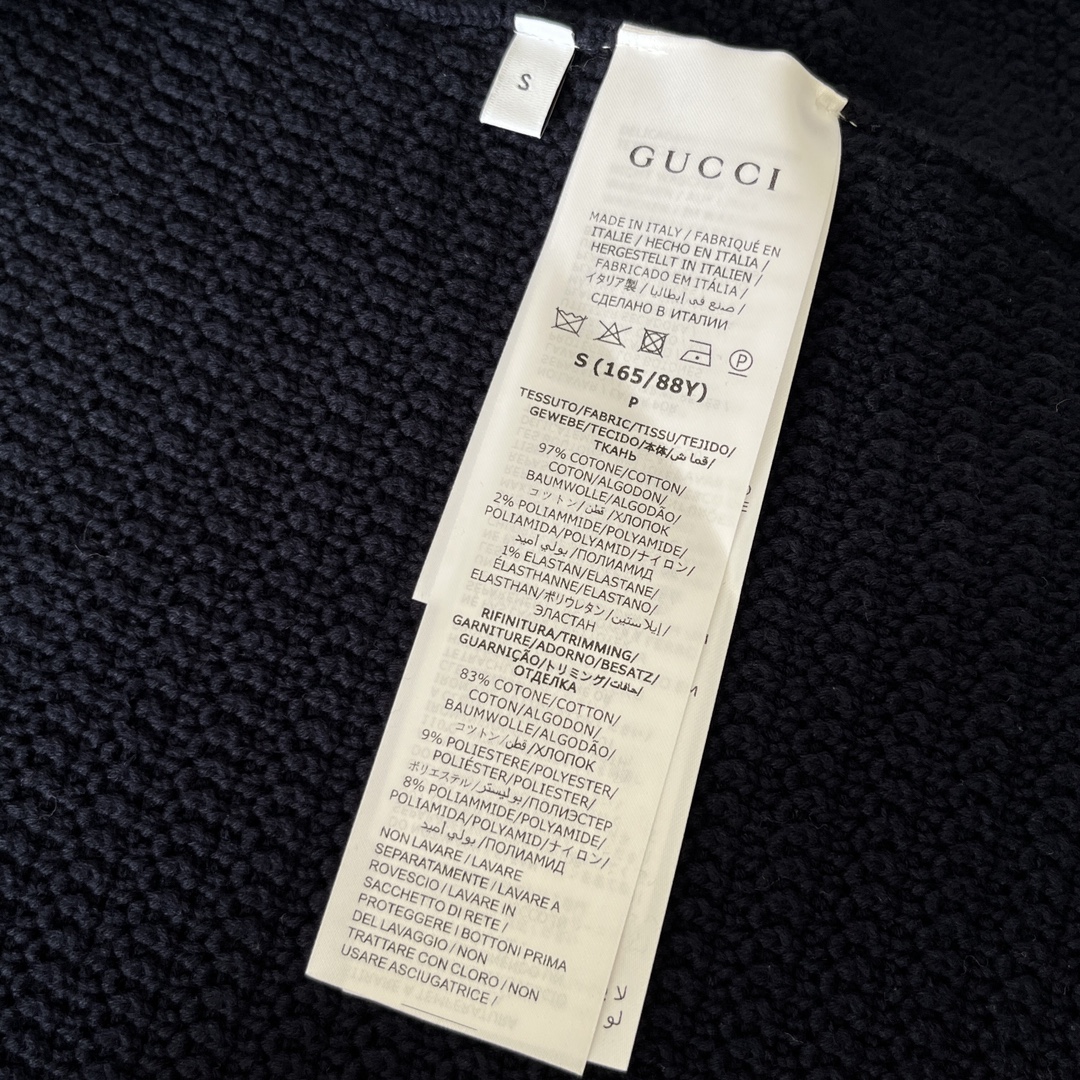 S
GUCCI
MADE IN ITALY / FABRIQUÉ EN
ITALIE / HECHO EN ITALIA /
HERGESTELLT IN ITALIEN /
FABRICADO EM ITÁLIA /
イタリア製 / صنع في إيطاليا /
СДЕЛАНО В ИТАЛИИ
P
S (165/88Y)
P
TESSUTO/FABRIC/TISSU/TEJIDO/
GEWEBE/TECIDO/本体/قماش/
ТКАНЬ
97% COTONE/COTTON/
COTON/ALGODON/
BAUMWOLLE/ALGODÃO/
コットン/قطن/ХЛОПОК
2% POLIAMMIDE/POLYAMIDE/
POLIAMIDA/POLYAMID/ナイロン/
بولي أميد/ПОЛИАМИД
1% ELASTAN/ELASTANE/
ÉLASTHANNE/ELASTANO/
ELASTHAN/ポリウレタン/إيلاستين/
ЭЛАСТАН
RIFINITURA/TRIMMING/
GARNITURE/ADORNO/BESATZ/
GUARNIÇÃO/トリミング/حافات/
ОТДЕЛКА
83% COTONE/COTTON/
COTON/ALGODON/
BAUMWOLLE/ALGODÃO/
コットン/قطن/ХЛОПОК
9% POLIESTERE/POLYESTER/
POLIÉSTER/POLIESTER/
ポリエステル/بوليستر/ПОЛИЭСТЕР
8% POLIAMMIDE/POLYAMIDE/
POLIAMIDA/POLYAMID/ナイロン/
بولي أميد/ПОЛИАМИД
NON LAVARE / LAVARE
SEPARATAMENTE / LAVARE A
ROVESCIO / LAVARE IN
SACCHETTO DI RETE /
PROTEGGERE I BOTTONI PRIMA
DEL LAVAGGIO / NON
TRATTARE CON CLORO / NON
USARE ASCIUGATRICE /